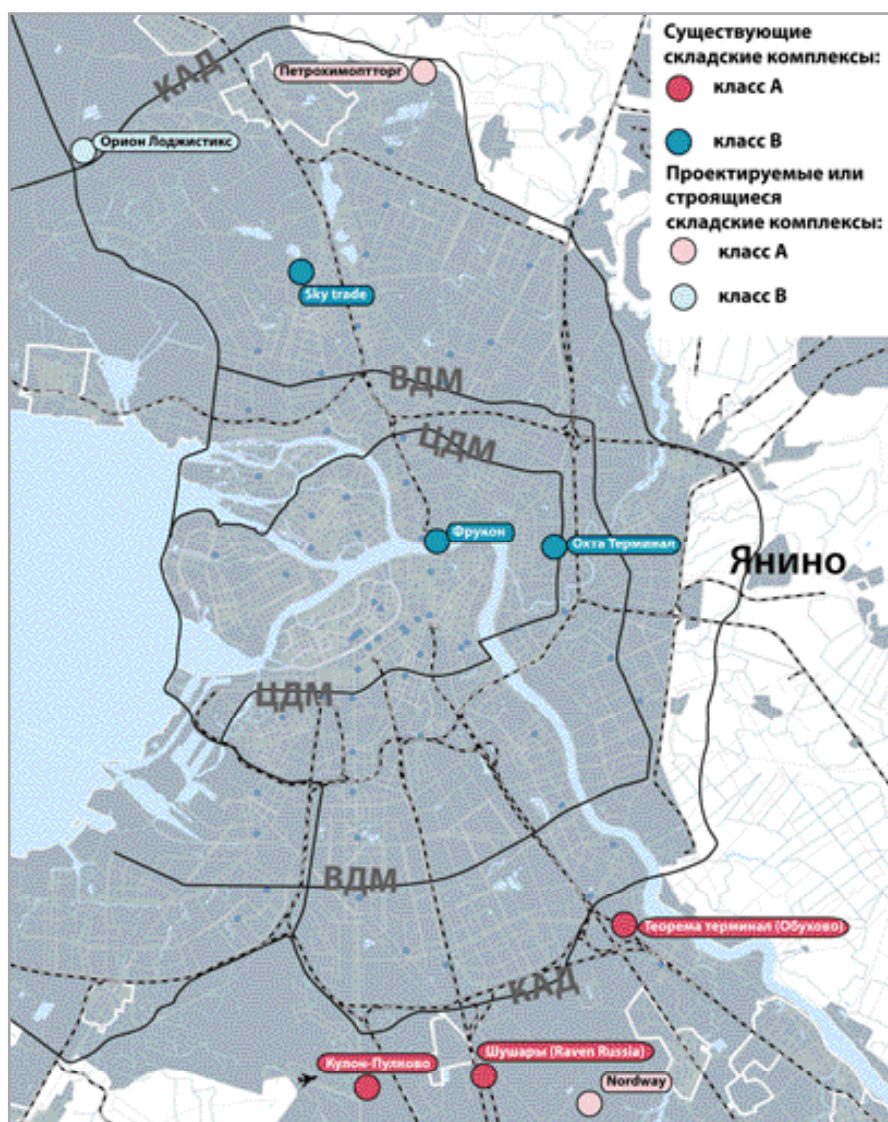 Существующие
складские комплексы:
класс А
класс В
Проектируемые или
строящиеся
складские комплексы:
класс А
класс В
КАД
Петрохимоптторг
Орион Лоджистикс
Sky trade
ВДМ
ЦДМ
Фрукон
Охта Терминал
Янино
ЦДМ
ВДМ
Теорема терминал (Обухово)
КАД
Шушары (Raven Russia)
Кулон-Пулково
Nordway